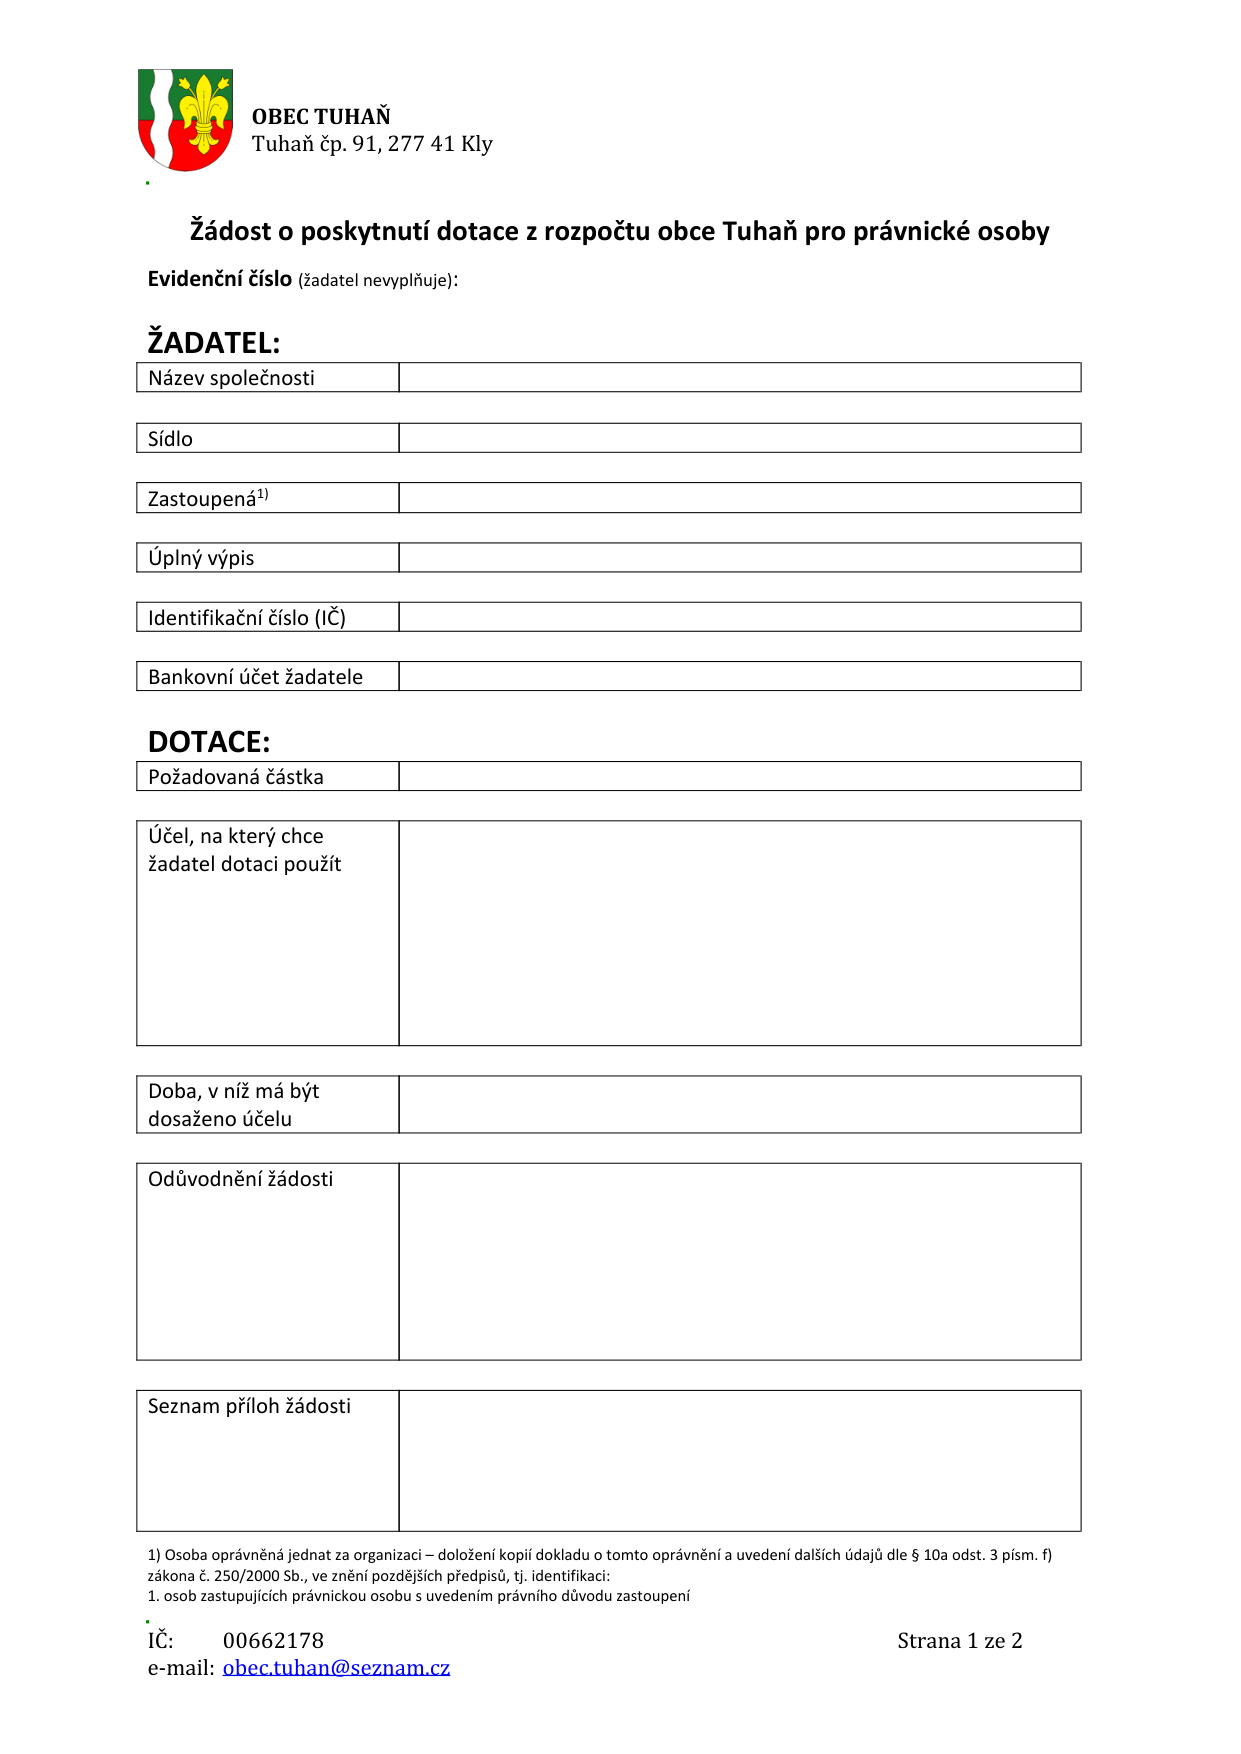 OBEC TUHAŇ
Tuhaň čp. 91, 277 41 Kly
Žádost o poskytnutí dotace z rozpočtu obce Tuhaň pro právnické osoby
Evidenční číslo (žadatel nevyplňuje):
ŽADATEL:
Název společnosti
Sídlo
Zastoupená1)
Úplný výpis
Identifikační číslo (IČ)
Bankovní účet žadatele
DOTACE:
Požadovaná částka
Účel, na který chce
žadatel dotaci použít
Doba, v níž má být
dosaženo účelu
Odůvodnění žádosti
Seznam příloh žádosti
1) Osoba oprávněná jednat za organizaci – doložení kopií dokladu o tomto oprávnění a uvedení dalších údajů dle § 10a odst. 3 písm. f)
zákona č. 250/2000 Sb., ve znění pozdějších předpisů, tj. identifikaci:
1. osob zastupujících právnickou osobu s uvedením právního důvodu zastoupení
IČ: 00662178 Strana 1 ze 2
e-mail: obec.tuhan@seznam.cz